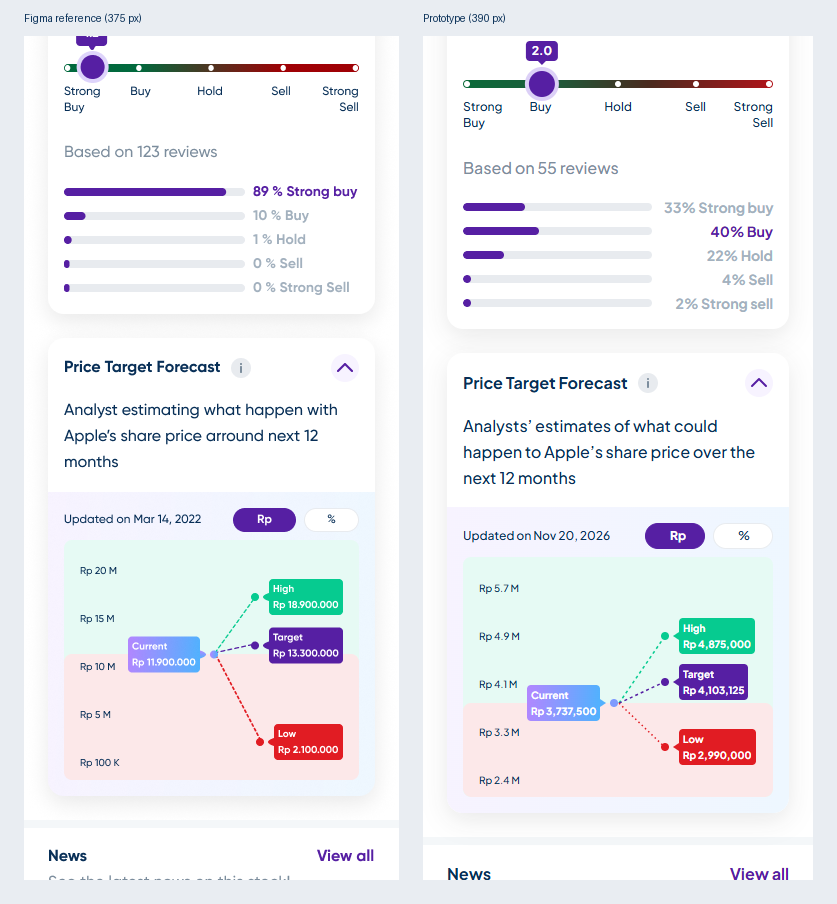 Figma reference (375 px)
Strong Buy
Buy
Hold
Sell
Strong Sell
Based on 123 reviews
89 % Strong buy
10 % Buy
1 % Hold
0 % Sell
0 % Strong Sell
Price Target Forecast
i
Analyst estimating what happen with
Apple's share price arround next 12
months
Updated on Mar 14, 2022
Rp
%
Rp 20 M
Rp 15 M
Rp 10 M
Rp 5 M
Rp 100 K
High
Rp 18.900.000
Target
Rp 13.300.000
Current
Rp 11.900.000
Low
Rp 2.100.000
News
View all
See the latest news on this stock!
Prototype (390 px)
2.0
Strong Buy
Buy
Hold
Sell
Strong Sell
Based on 55 reviews
33% Strong buy
40% Buy
22% Hold
4% Sell
2% Strong sell
Price Target Forecast
i
Analysts’ estimates of what could
happen to Apple’s share price over the
next 12 months
Updated on Nov 20, 2026
Rp
%
Rp 5.7 M
Rp 4.9 M
Rp 4.1 M
Rp 3.3 M
Rp 2.4 M
High
Rp 4,875,000
Target
Rp 4,103,125
Current
Rp 3,737,500
Low
Rp 2,990,000
News
View all